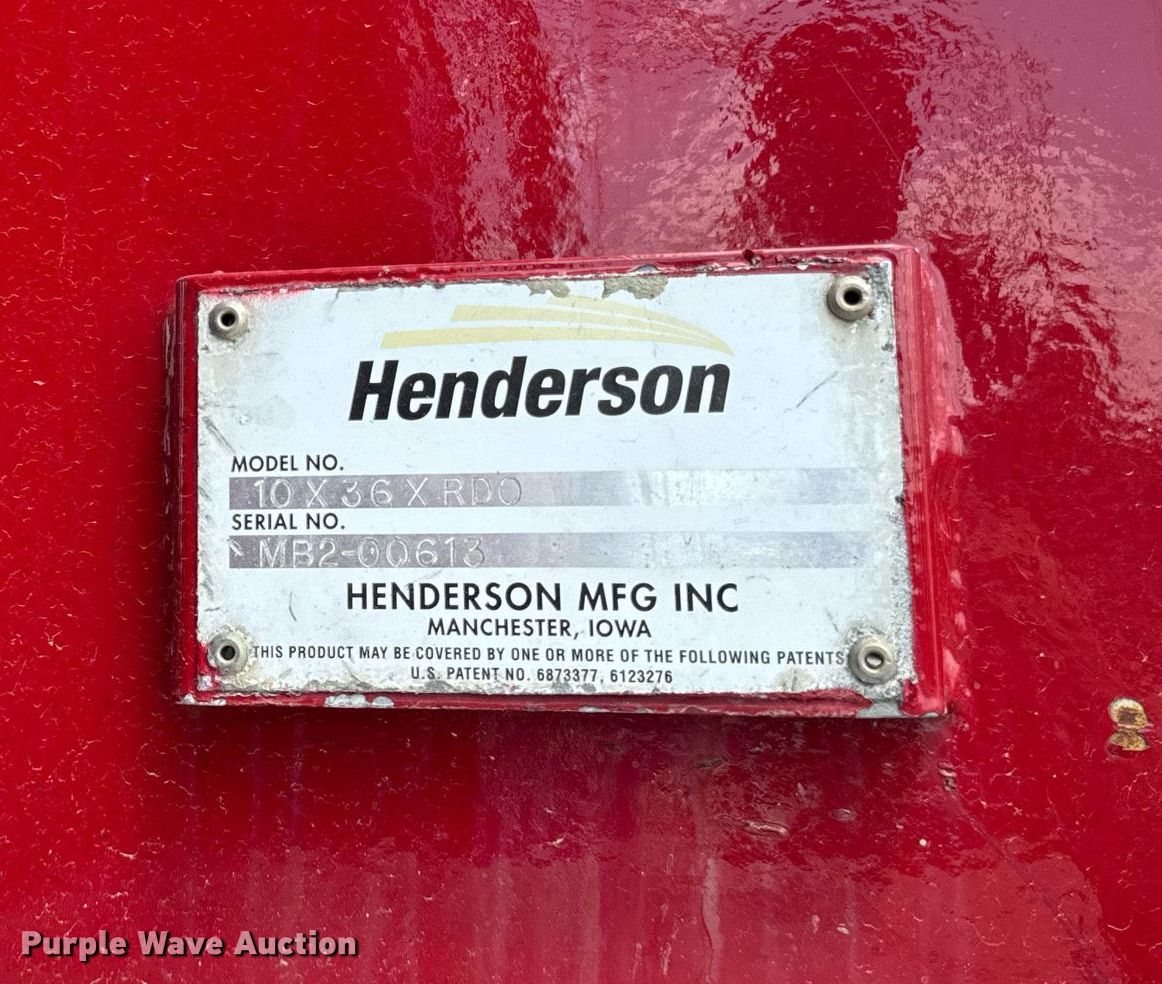 Henderson
MODEL NO.
10 X 36 X RDO
SERIAL NO.
MB2-00613
HENDERSON MFG INC
MANCHESTER, IOWA
THIS PRODUCT MAY BE COVERED BY ONE OR MORE OF THE FOLLOWING PATENTS
U.S. PATENT NO. 6873377, 6123276
Purple Wave Auction